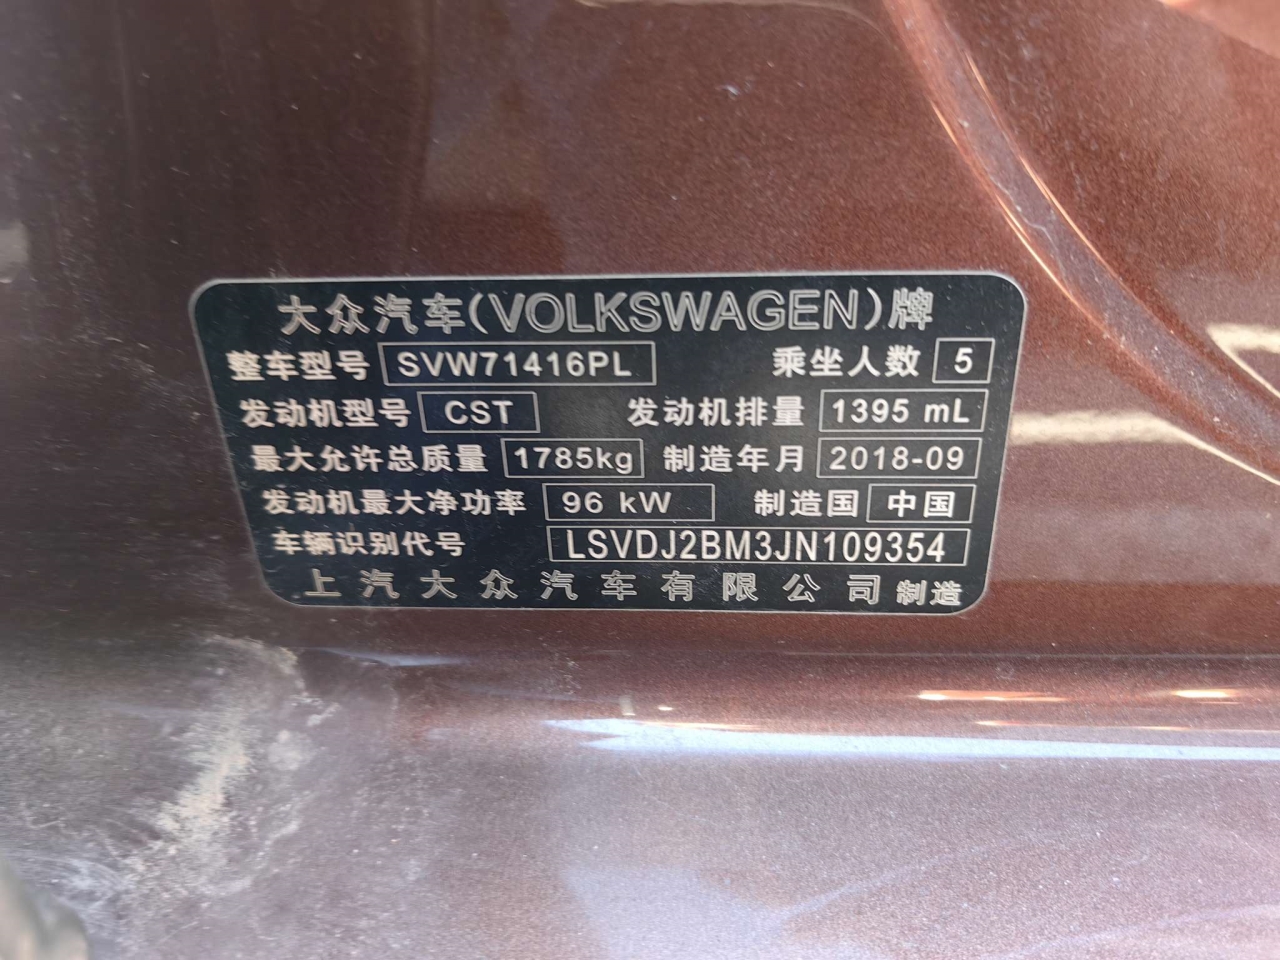 大众汽车(VOLKSWAGEN)牌
整车型号 SVW71416PL 乘坐人数 5
发动机型号 CST 发动机排量 1395 mL
最大允许总质量 1785kg 制造年月 2018-09
发动机最大净功率 96 kW 制造国 中国
车辆识别代号 LSVDJ2BM3JN109354
上汽大众汽车有限公司 制造